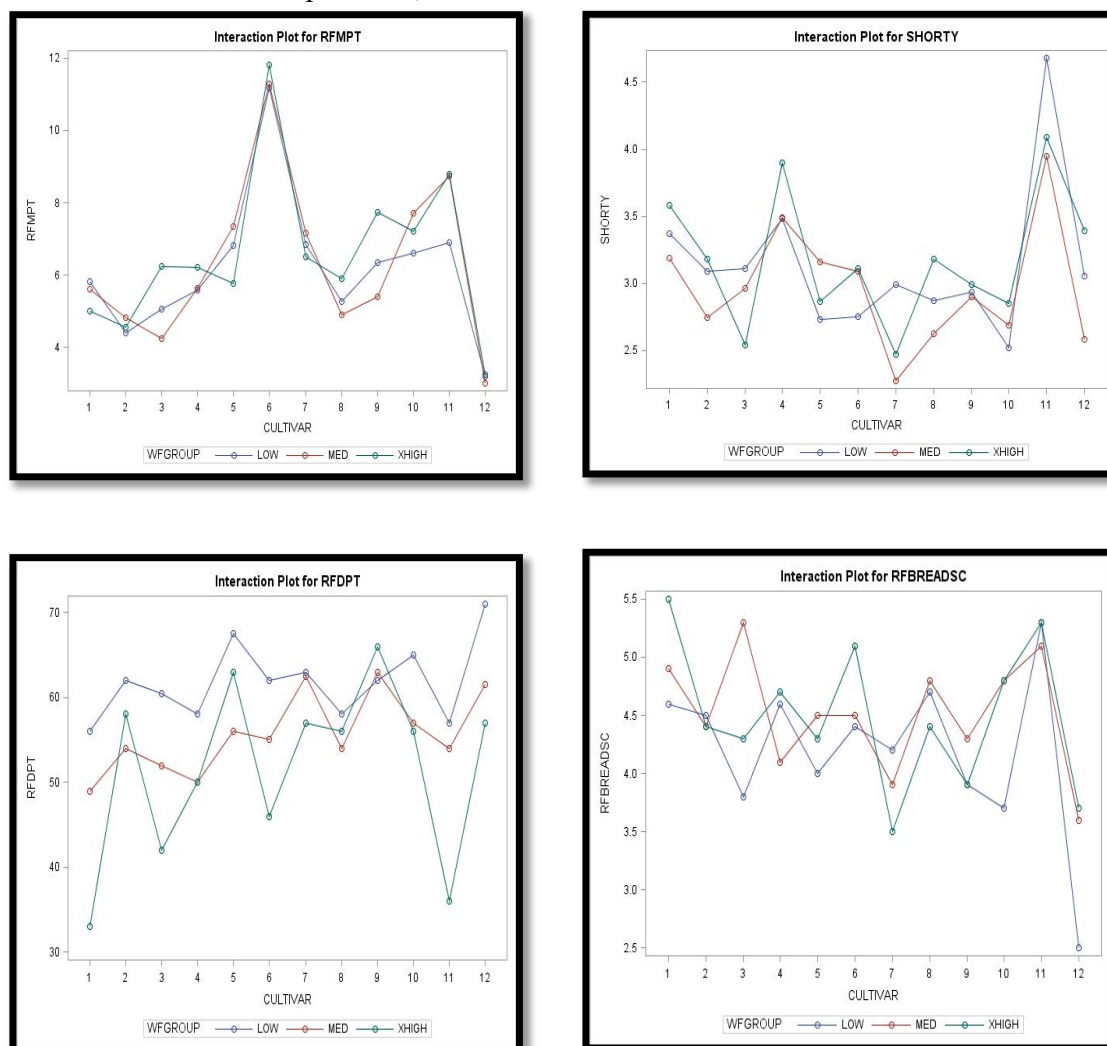 Interaction Plot for RFMPT
12
10
8
6
4
RFMPT
1 2 3 4 5 6 7 8 9 10 11 12
CULTIVAR
WFGROUP LOW MED XHIGH
Interaction Plot for SHORTY
4.5
4.0
3.5
3.0
2.5
SHORTY
1 2 3 4 5 6 7 8 9 10 11 12
CULTIVAR
WFGROUP LOW MED XHIGH
Interaction Plot for RFDPT
70
60
50
40
30
RFDPT
1 2 3 4 5 6 7 8 9 10 11 12
CULTIVAR
WFGROUP LOW MED XHIGH
Interaction Plot for RFBREADSC
5.5
5.0
4.5
4.0
3.5
3.0
2.5
RFBREADSC
1 2 3 4 5 6 7 8 9 10 11 12
CULTIVAR
WFGROUP LOW MED XHIGH